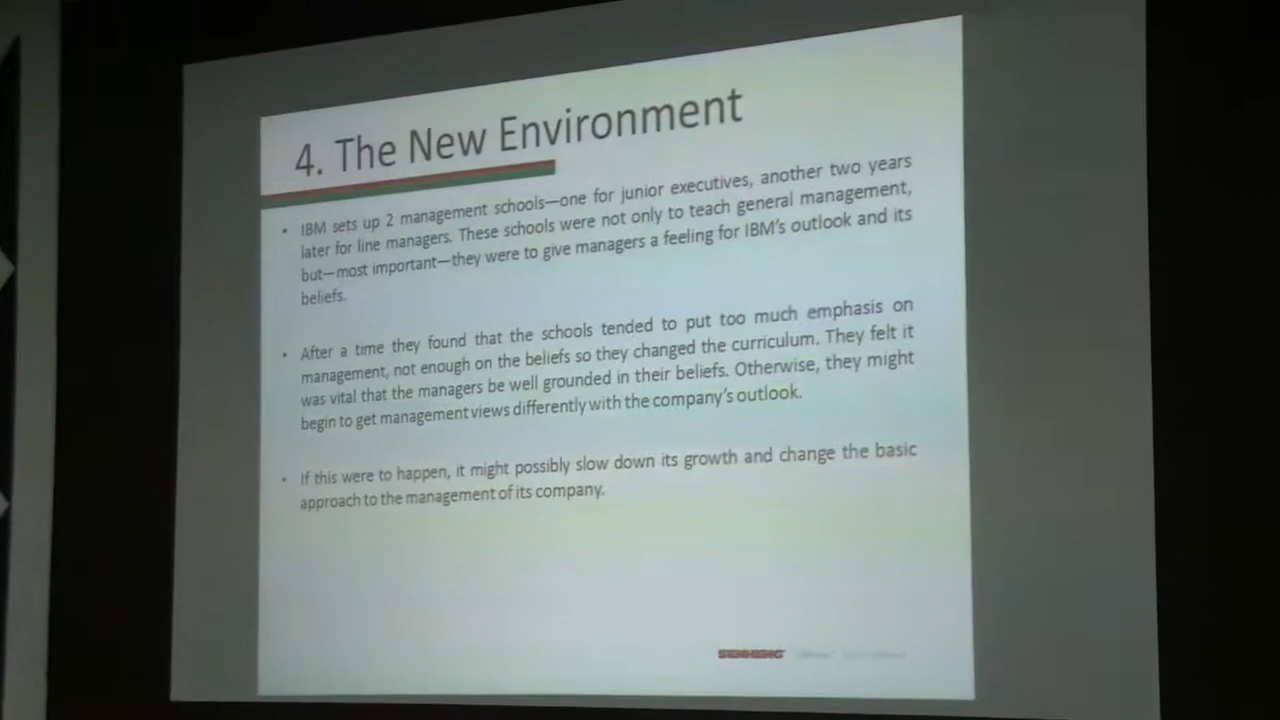 4. The New Environment
• IBM sets up 2 management schools—one for junior executives, another two years
later for line managers. These schools were not only to teach general management,
but—most important—they were to give managers a feeling for IBM's outlook and its
beliefs.
• After a time they found that the schools tended to put too much emphasis on
management, not enough on the beliefs so they changed the curriculum. They felt it
was vital that the managers be well grounded in their beliefs. Otherwise, they might
begin to get management views differently with the company's outlook.
• If this were to happen, it might possibly slow down its growth and change the basic
approach to the management of its company.